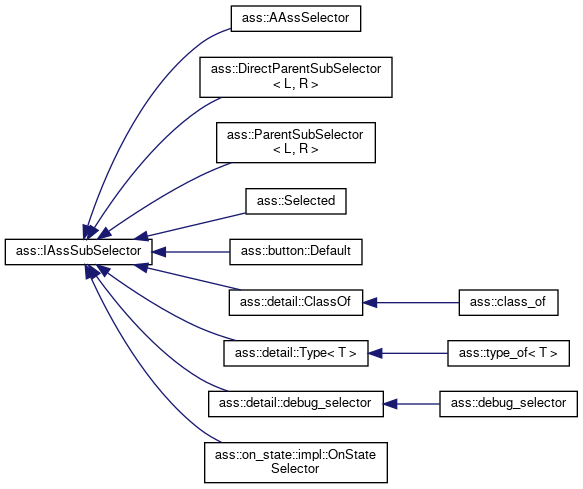 ass::AAssSelector
ass::DirectParentSubSelector
< L, R >
ass::ParentSubSelector
< L, R >
ass::Selected
ass::IAssSubSelector
ass::button::Default
ass::detail::ClassOf
ass::class_of
ass::detail::Type< T >
ass::type_of< T >
ass::detail::debug_selector
ass::debug_selector
ass::on_state::impl::OnState
Selector